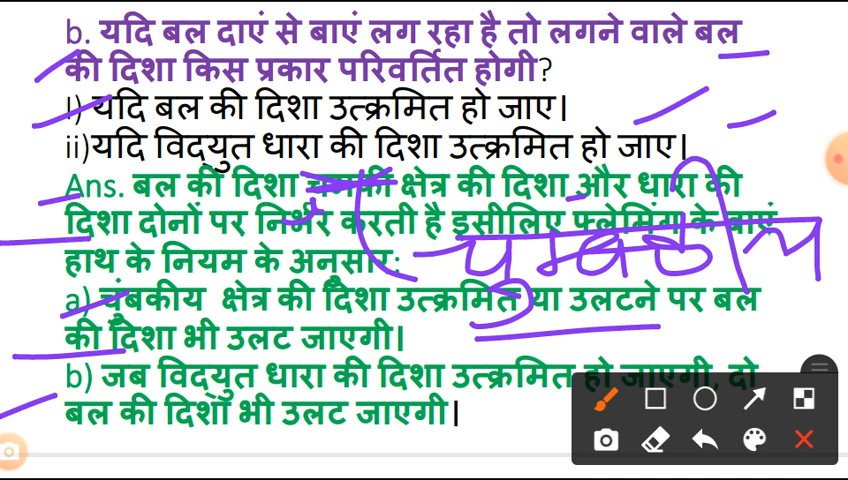 b. यदि बल दाएं से बाएं लग रहा है तो लगने वाले बल
की दिशा किस प्रकार परिवर्तित होगी?
I) यदि बल की दिशा उत्क्रमित हो जाए।
ii)यदि विद्युत धारा की दिशा उत्क्रमित हो जाए।
Ans. बल की दिशा चमकी क्षेत्र की दिशा और धारा की
दिशा दोनों पर निर्भर करती है इसीलिए फ्लेमिंग के बाएं
हाथ के नियम के अनुसार:
चुम्बकीय
a) चुंबकीय क्षेत्र की दिशा उत्क्रमित या उलटने पर बल
की दिशा भी उलट जाएगी।
b) जब विद्युत धारा की दिशा उत्क्रमित हो जाएगी, दो
बल की दिशा भी उलट जाएगी।